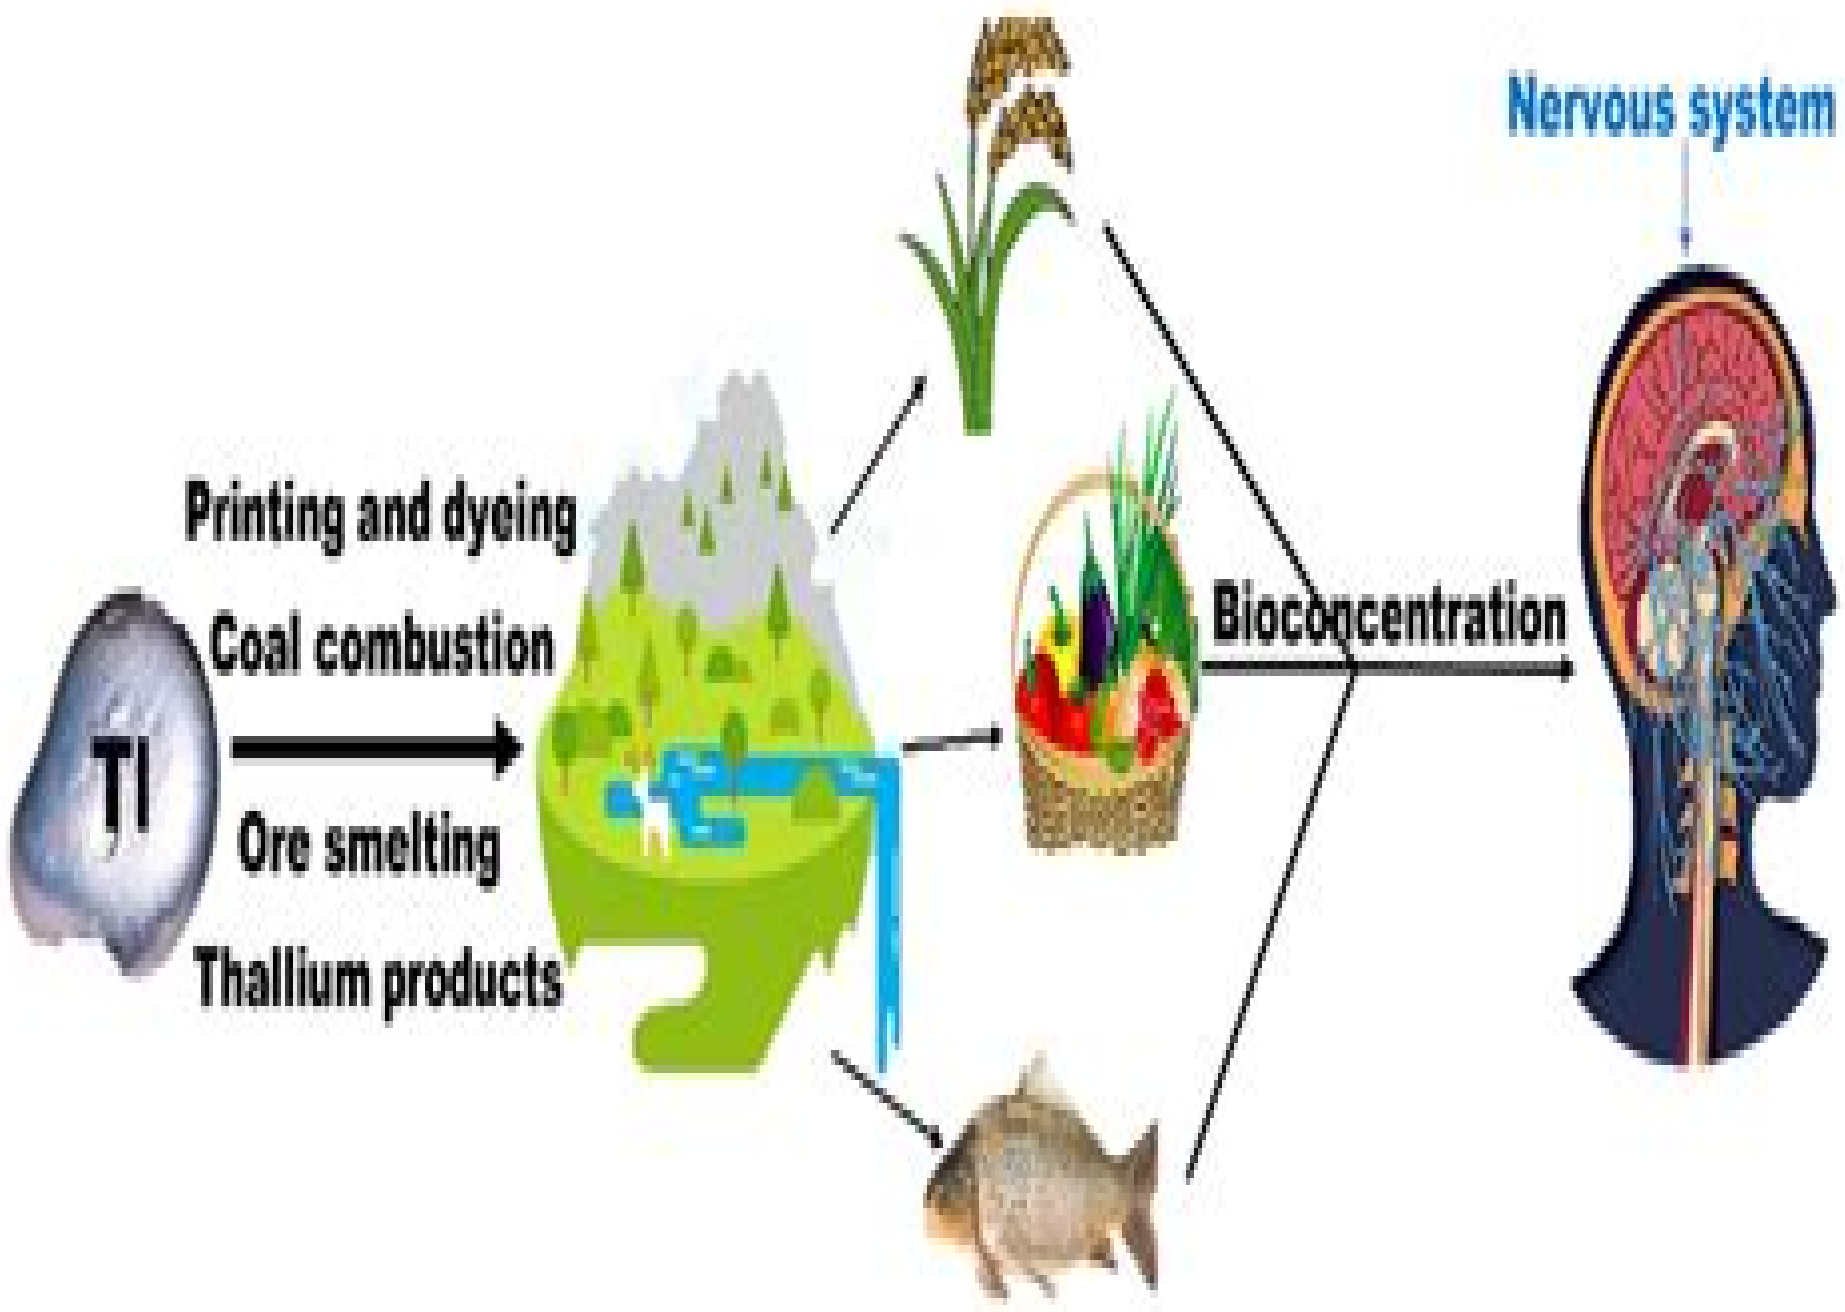 Nervous system
Printing and dyeing
Coal combustion
Bioconcentration
Tl
Ore smelting
Thallium products